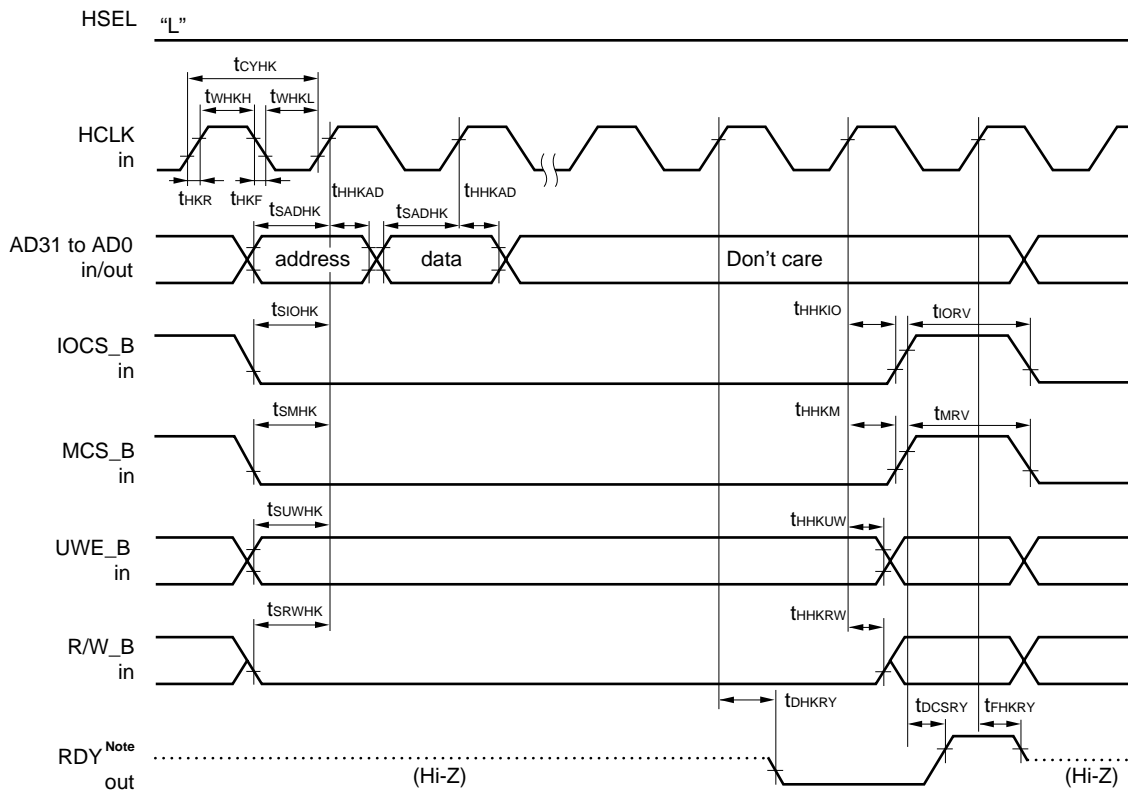 HSEL
“L”
tCYHK
tWHKH
tWHKL
HCLK
in
tHKR
tHKF
tHHKAD
tHHKAD
tSADHK
tSADHK
AD31 to AD0
in/out
address
data
Don't care
tSIOHK
tHHKIO
tIORV
IOCS_B
in
tSMHK
tHHKM
tMRV
MCS_B
in
tSUWHK
tHHKUW
UWE_B
in
tSRWHK
tHHKRW
R/W_B
in
tDHKRY
tDCSRY
tFHKRY
RDY Note
out
(Hi-Z)
(Hi-Z)